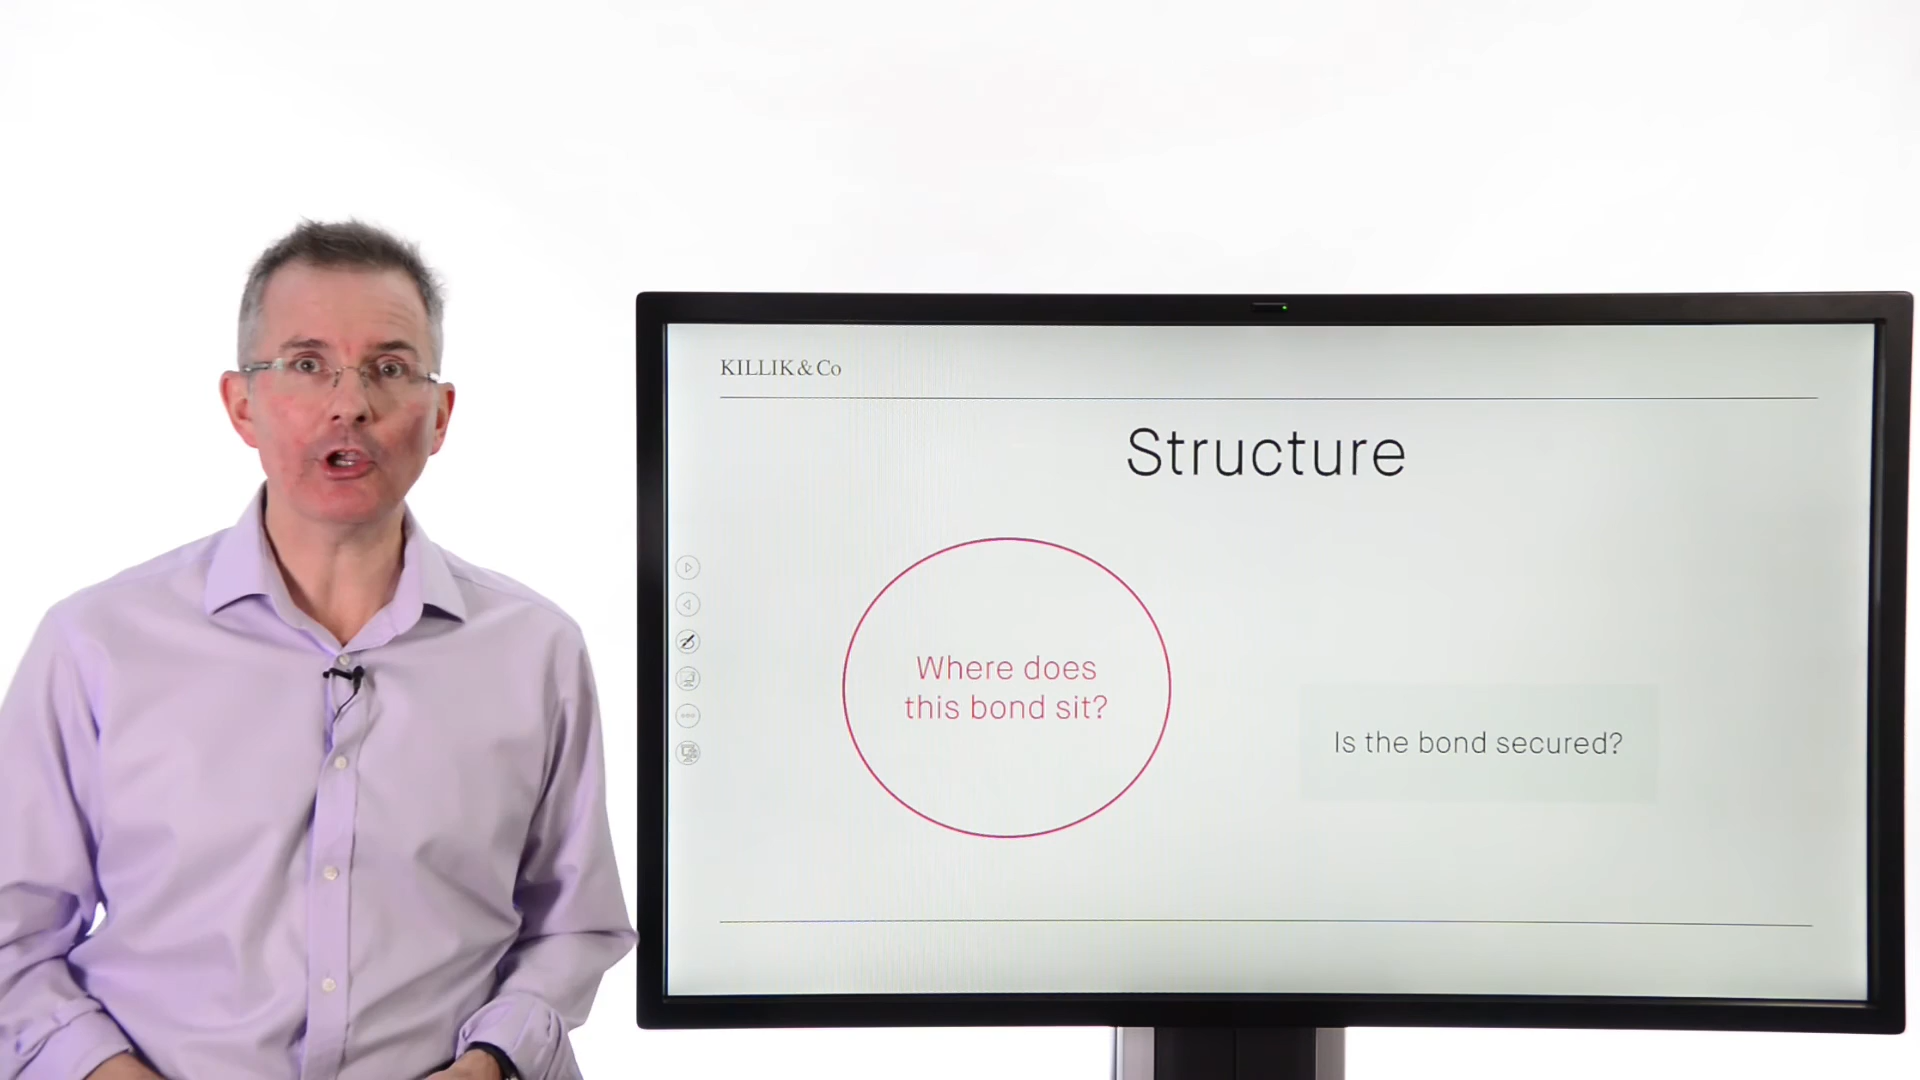 KILLIK & Co
Structure
Where does
this bond sit?
Is the bond secured?